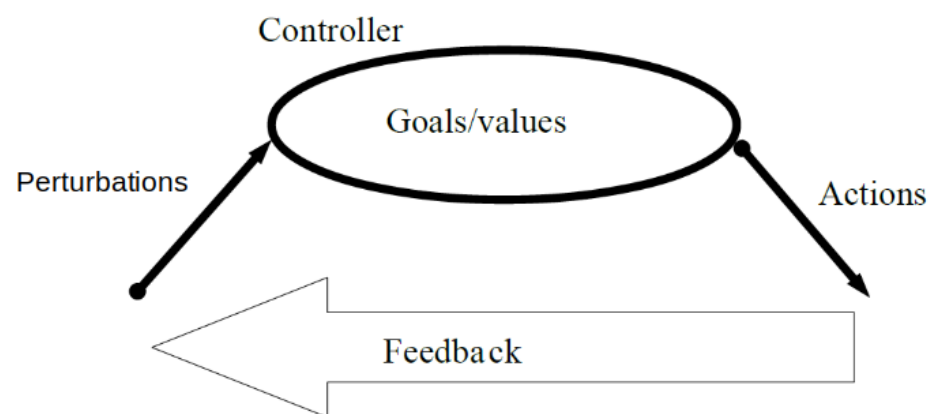 Controller
Goals/values
Perturbations
Actions
Feedback